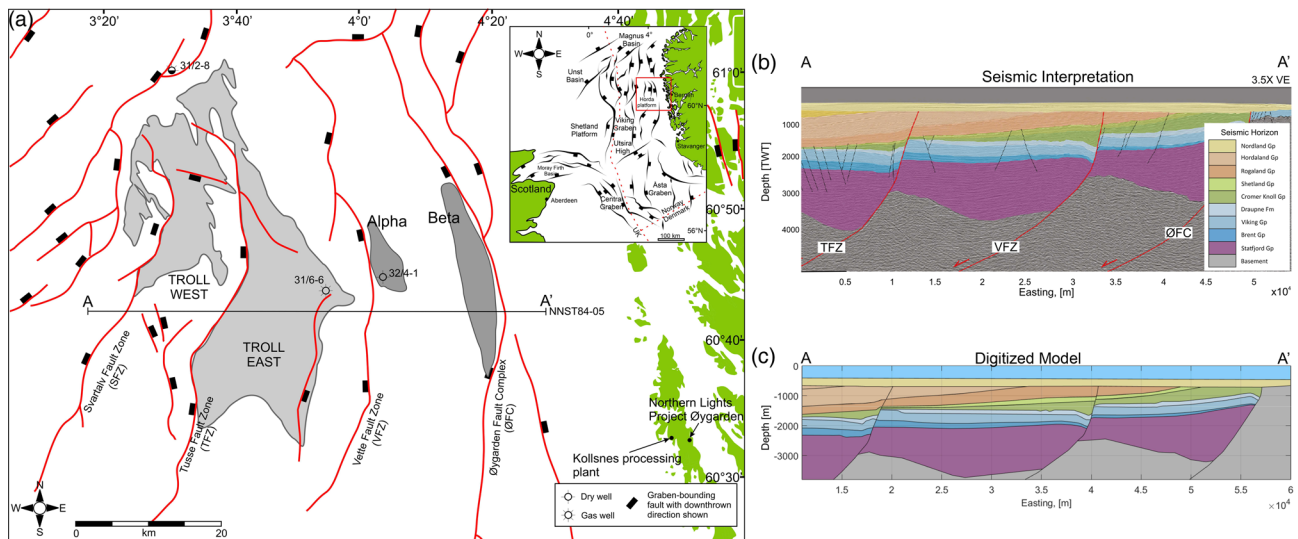 (a)
3°20
3°40
4°0
4°20
4°40
61°0
60°50
60°40
60°30
31/2-8
Alpha
Beta
32/4-1
31/6-6
TROLL
WEST
A
A'
NNST84-05
TROLL
EAST
Svartalv Fault Zone
(SFZ)
Tusse Fault Zone
(TFZ)
Vette Fault Zone
(VFZ)
Øygarden Fault Complex
(ØFC)
Northern Lights
Project Øygarden
Kollsnes processing
plant
N
W
E
S
0
km
20
Dry well
Gas well
Graben-bounding
fault with downthrown
direction shown
N
W
E
S
0°
4°
Magnus
Basin
Unst
Basin
Horda
platform
Bergen
60°N
Shetland
Platform
Viking
Graben
Utsira
High
Stavanger
Moray Firth
Basin
Scotland
Aberdeen
Central
Graben
Åsta
Graben
Norway
Denmark
UK
56°N
100 km
(b)
A
A'
Seismic Interpretation
3.5X VE
Depth [TWT]
1000
2000
3000
4000
TFZ
VFZ
ØFC
Seismic Horizon
Nordland Gp
Hordaland Gp
Rogaland Gp
Shetland Gp
Cromer Knoll Gp
Draupne Fm
Viking Gp
Brent Gp
Statfjord Gp
Basement
1 1.5 2 2.5 3 3.5 4 4.5 5 ×10⁴
Easting, [m]
(c)
A
A'
Digitized Model
Depth [m]
0
-1000
-2000
-3000
1.5 2 2.5 3 3.5 4 4.5 5 5.5 6
Easting, [m]
×10⁴